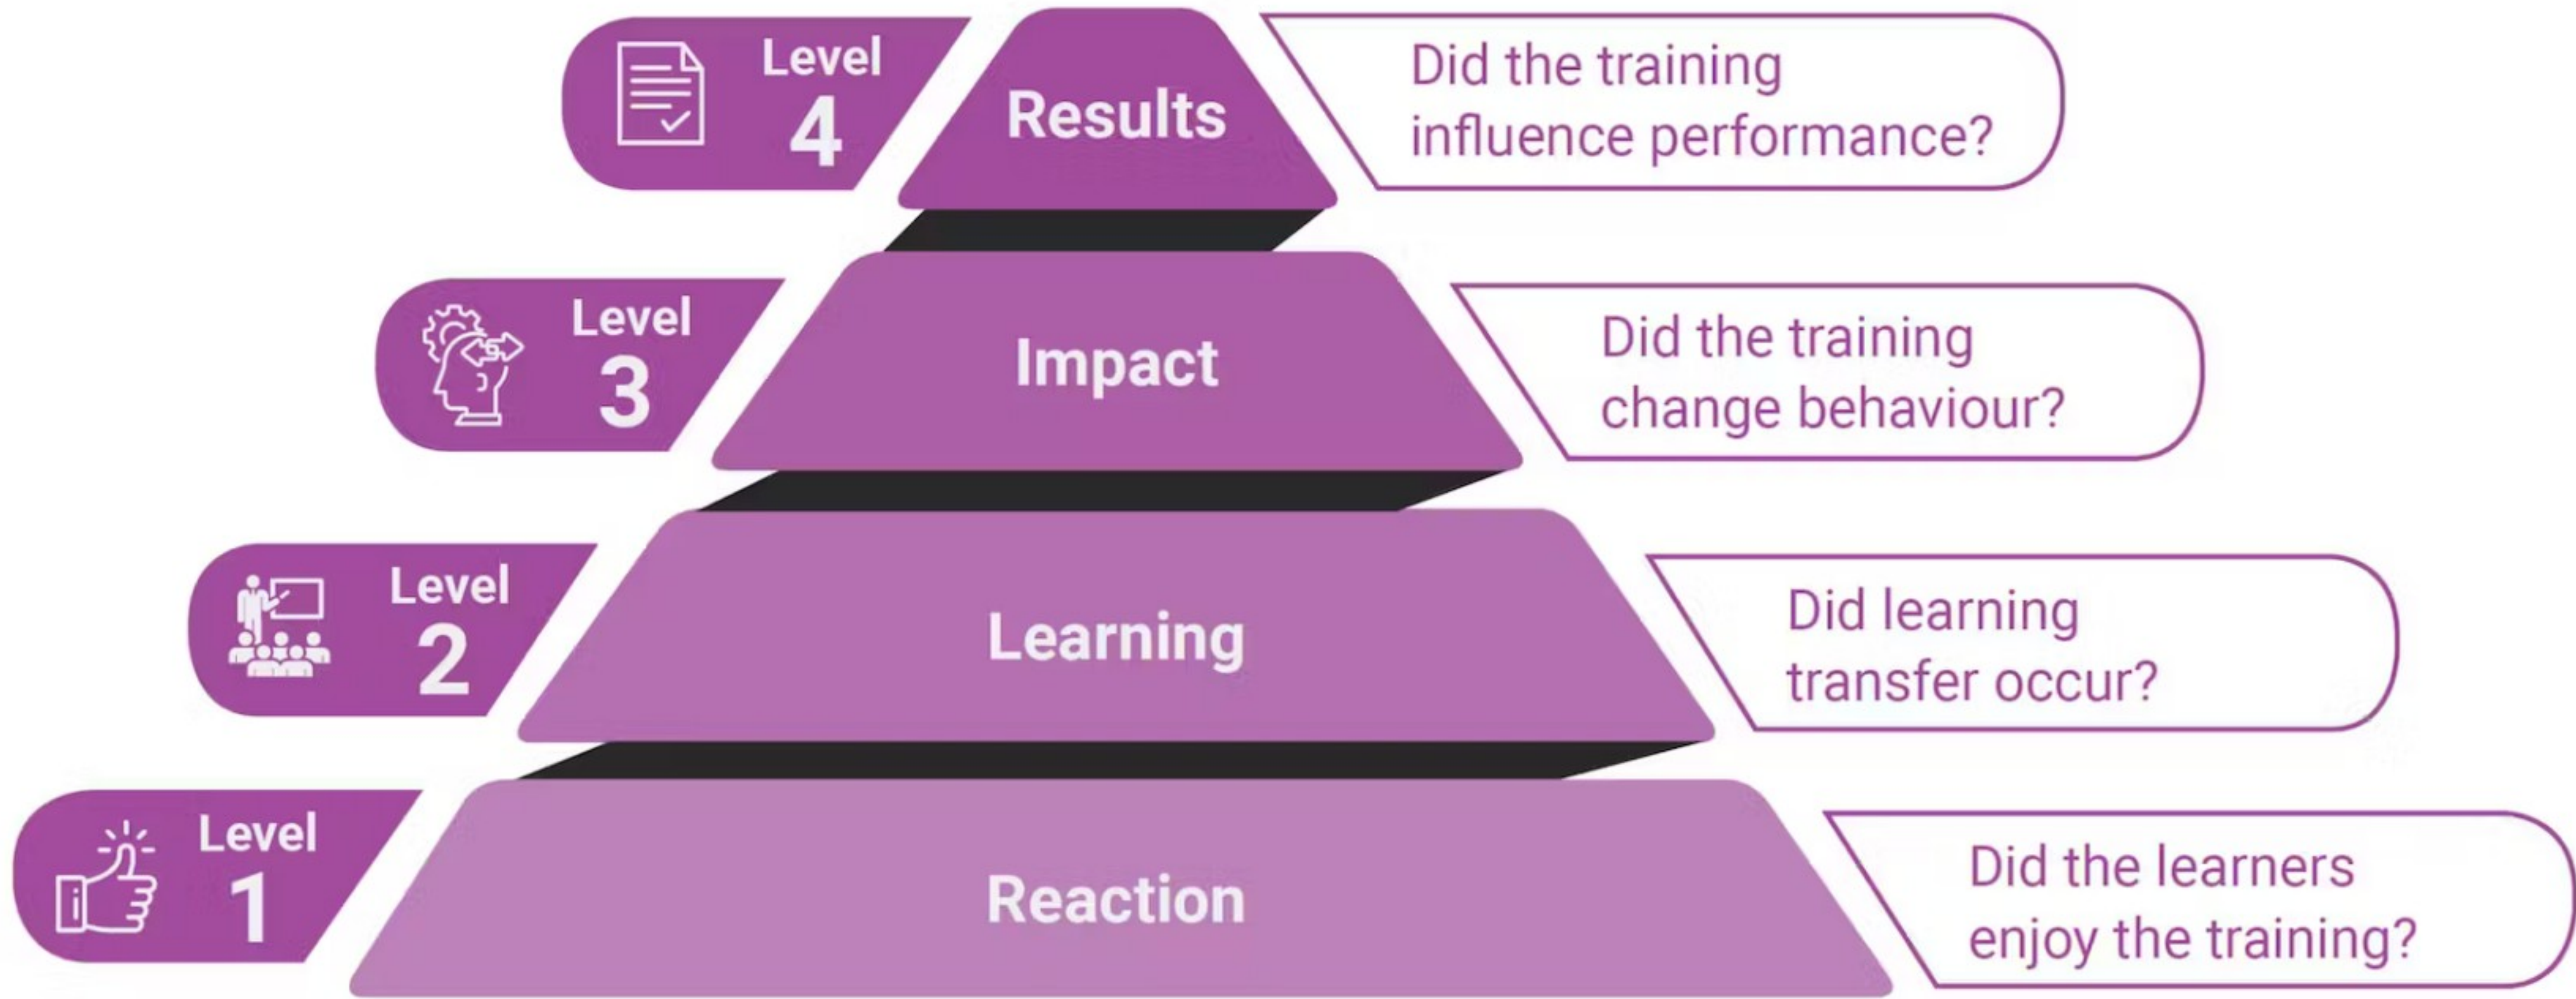 Level
4
Results
Did the training
influence performance?
Level
3
Impact
Did the training
change behaviour?
Level
2
Learning
Did learning
transfer occur?
Level
1
Reaction
Did the learners
enjoy the training?